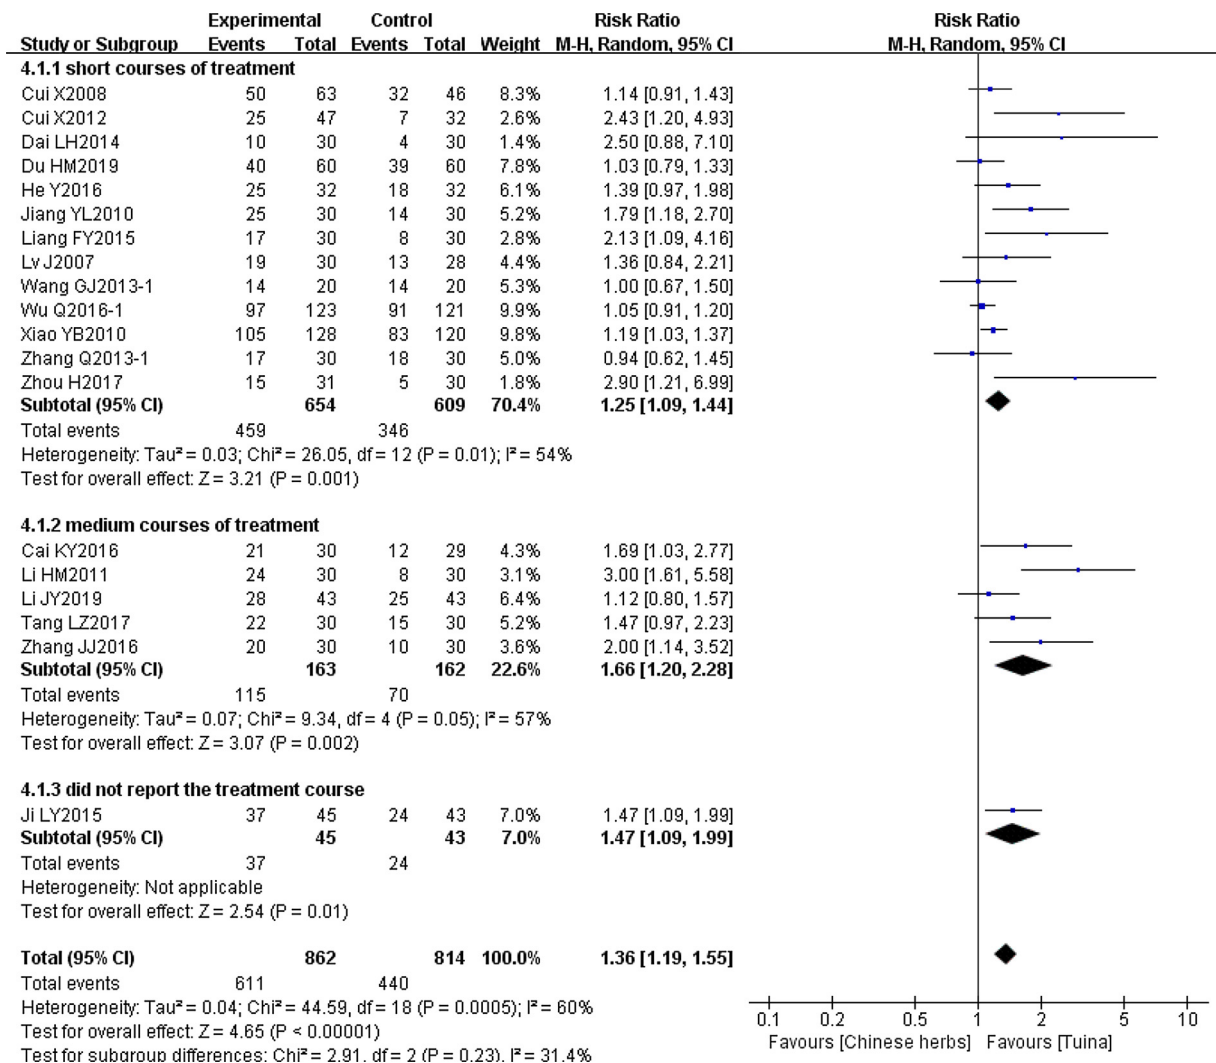 Experimental Control Risk Ratio Risk Ratio
Study or Subgroup Events Total Events Total Weight M-H, Random, 95% CI M-H, Random, 95% CI
4.1.1 short courses of treatment
Cui X2008 50 63 32 46 8.3% 1.14 [0.91, 1.43]
Cui X2012 25 47 7 32 2.6% 2.43 [1.20, 4.93]
Dai LH2014 10 30 4 30 1.4% 2.50 [0.88, 7.10]
Du HM2019 40 60 39 60 7.8% 1.03 [0.79, 1.33]
He Y2016 25 32 18 32 6.1% 1.39 [0.97, 1.98]
Jiang YL2010 25 30 14 30 5.2% 1.79 [1.18, 2.70]
Liang FY2015 17 30 8 30 2.8% 2.13 [1.09, 4.16]
Lv J2007 19 30 13 28 4.4% 1.36 [0.84, 2.21]
Wang GJ2013-1 14 20 14 20 5.3% 1.00 [0.67, 1.50]
Wu Q2016-1 97 123 91 121 9.9% 1.05 [0.91, 1.20]
Xiao YB2010 105 128 83 120 9.8% 1.19 [1.03, 1.37]
Zhang Q2013-1 17 30 18 30 5.0% 0.94 [0.62, 1.45]
Zhou H2017 15 31 5 30 1.8% 2.90 [1.21, 6.99]
Subtotal (95% CI) 654 609 70.4% 1.25 [1.09, 1.44]
Total events 459 346
Heterogeneity: Tau² = 0.03; Chi² = 26.05, df = 12 (P = 0.01); I² = 54%
Test for overall effect: Z = 3.21 (P = 0.001)
4.1.2 medium courses of treatment
Cai KY2016 21 30 12 29 4.3% 1.69 [1.03, 2.77]
Li HM2011 24 30 8 30 3.1% 3.00 [1.61, 5.58]
Li JY2019 28 43 25 43 6.4% 1.12 [0.80, 1.57]
Tang LZ2017 22 30 15 30 5.2% 1.47 [0.97, 2.23]
Zhang JJ2016 20 30 10 30 4.0% 2.00 [1.14, 3.52]
Subtotal (95% CI) 163 162 22.6% 1.66 [1.20, 2.28]
Total events 115 70
Heterogeneity: Tau² = 0.07; Chi² = 9.34, df = 4 (P = 0.05); I² = 57%
Test for overall effect: Z = 3.07 (P = 0.002)
4.1.3 did not report the treatment course
Ji LY2015 37 45 24 43 7.0% 1.47 [1.09, 1.99]
Subtotal (95% CI) 45 43 7.0% 1.47 [1.09, 1.99]
Total events 37 24
Heterogeneity: Not applicable
Test for overall effect: Z = 2.54 (P = 0.01)
Total (95% CI) 862 814 100.0% 1.36 [1.19, 1.55]
Total events 611 440
Heterogeneity: Tau² = 0.04; Chi² = 44.59, df = 18 (P = 0.0005); I² = 60%
Test for overall effect: Z = 4.65 (P < 0.00001)
Test for subgroup differences: Chi² = 2.91, df = 2 (P = 0.23), I² = 31.4%
0.1 0.2 0.5 1 2 5 10
Favours [Chinese herbs] Favours [Tuina]